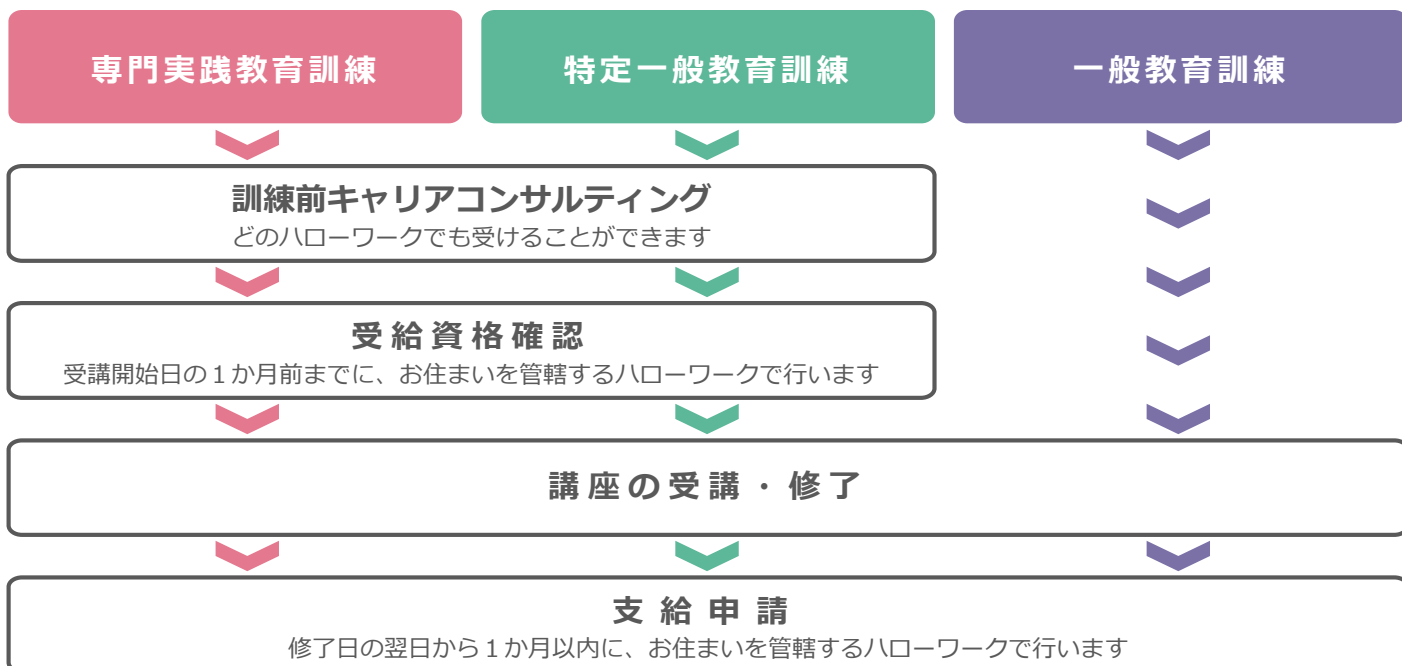 専門実践教育訓練
特定一般教育訓練
一般教育訓練
訓練前キャリアコンサルティング
どのハローワークでも受けることができます
受給資格確認
受講開始日の１か月前までに、お住まいを管轄するハローワークで行います
講座の受講・修了
支給申請
修了日の翌日から１か月以内に、お住まいを管轄するハローワークで行います